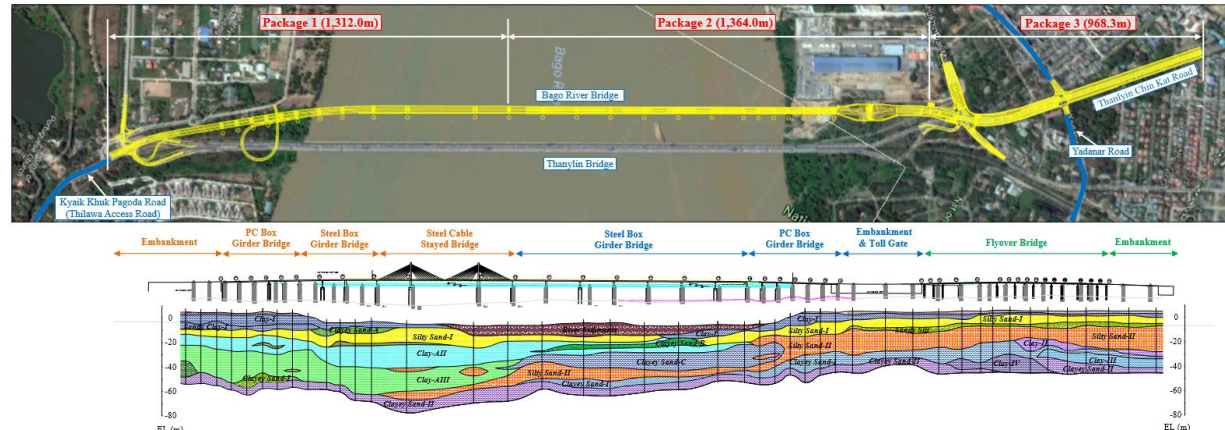 Package 1 (1,312.0m)
Package 2 (1,364.0m)
Package 3 (968.3m)
Bago River Bridge
Thanylin Bridge
Kyaik Khuk Pagoda Road
(Thilawa Access Road)
Thanlyin Chin Kat Road
Yadanar Road
Embankment
PC Box
Girder Bridge
Steel Box
Girder Bridge
Steel Cable
Stayed Bridge
Steel Box
Girder Bridge
PC Box
Girder Bridge
Embankment
& Toll Gate
Flyover Bridge
Embankment
0
-20
-40
-60
-80
EL (m)
Clay-I
Silty Sand-I
Clay-AII
Clay-AIII
Clayey Sand-I
Clayey Sand-II
Clayey Sand-B
Clayey Sand-C
Silty Sand-II
Clayey Sand-I
Clay-I
Silty Sand-I
Silty Sand-II
Clayey Sand-I
Silty Sand-I
Silty Sand-II
Clay-III
Clay-IV
Clayey Sand-II
0
-20
-40
-60
-80
EL (m)